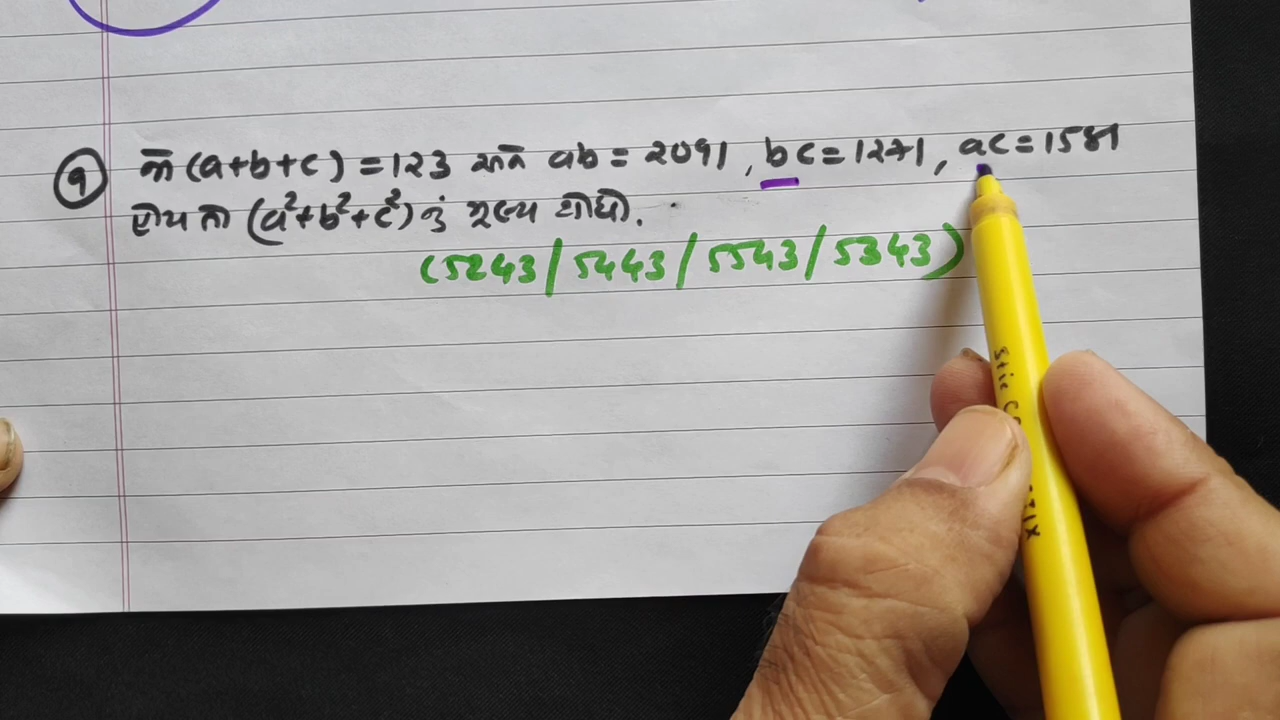 ૧ જો (a+b+c) = 123 અને ab = 2091, bc = 1271, ac = 1581
હોય તો (a²+b²+c²) નું મૂલ્ય શોધો.
(5243/5443/5543/5343)